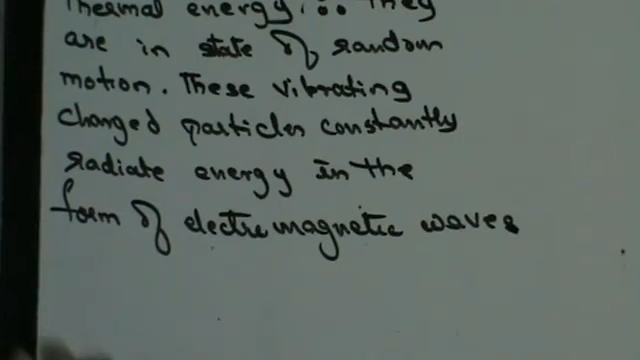 thermal energy. ∴ They
are in state of random
motion. These vibrating
charged particles constantly
radiate energy in the
form of electromagnetic waves